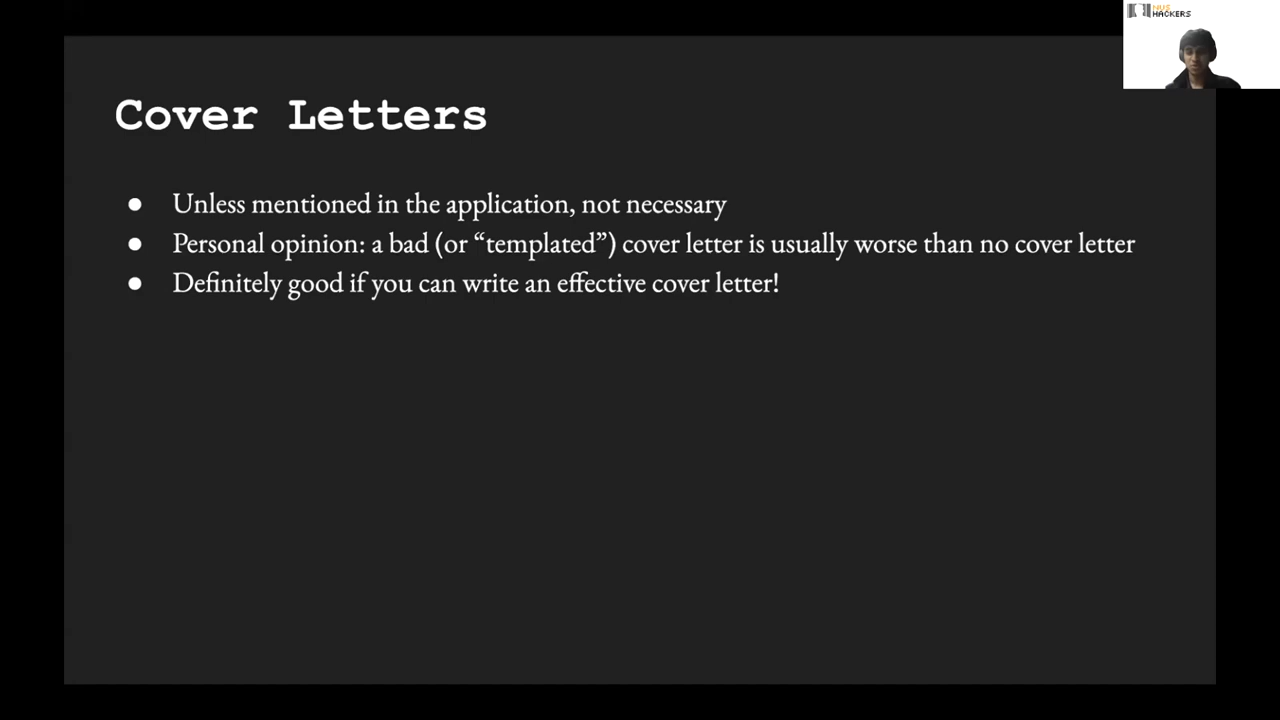 NUS
HACKERS
Cover Letters
● Unless mentioned in the application, not necessary
● Personal opinion: a bad (or “templated”) cover letter is usually worse than no cover letter
● Definitely good if you can write an effective cover letter!